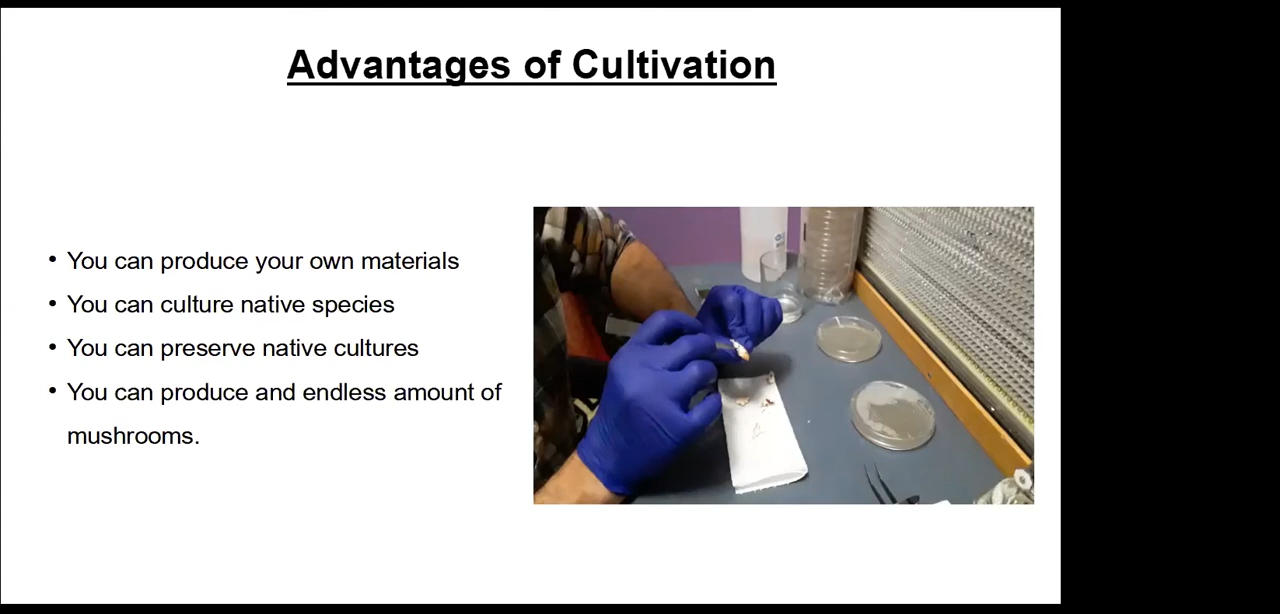 Advantages of Cultivation
• You can produce your own materials
• You can culture native species
• You can preserve native cultures
• You can produce and endless amount of
mushrooms.